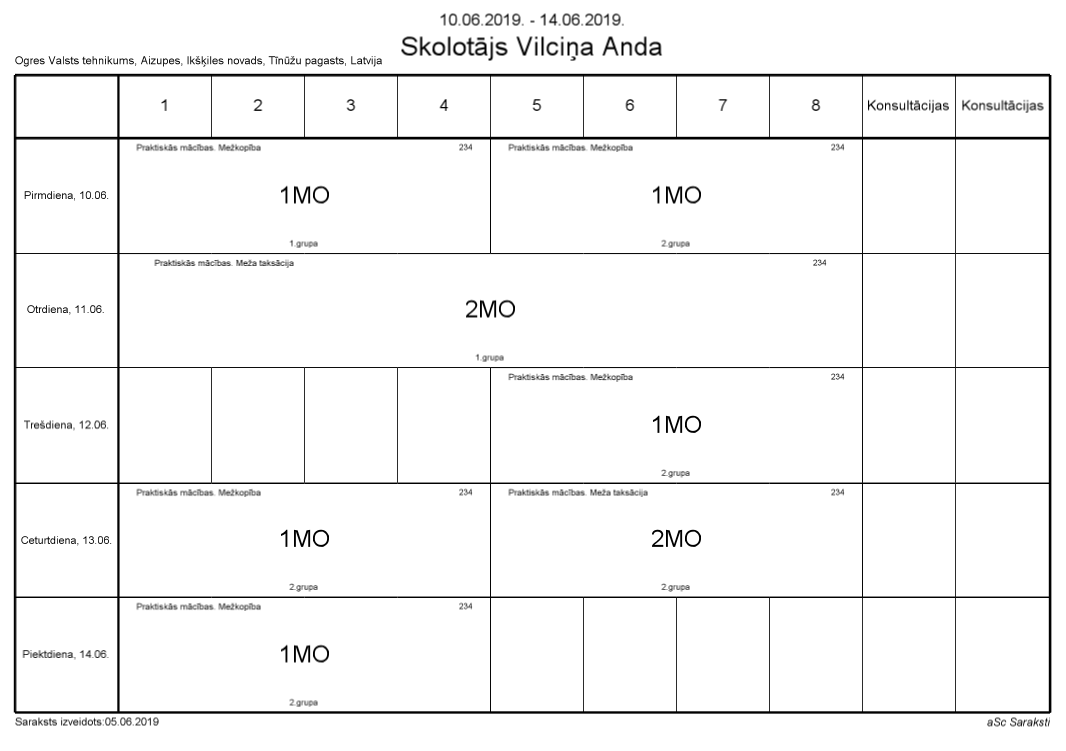 10.06.2019. - 14.06.2019.
Skolotājs Vilciņa Anda
Ogres Valsts tehnikums, Aizupes, Ikšķiles novads, Tīnūžu pagasts, Latvija
1 2 3 4 5 6 7 8 Konsultācijas Konsultācijas
Praktiskās mācības. Mežkopība 234 Praktiskās mācības. Mežkopība 234
Pirmdiena, 10.06. 1MO 1MO
1.grupa 2.grupa
Praktiskās mācības. Meža taksācija 234
Otrdiena, 11.06. 2MO
1.grupa
Praktiskās mācības. Mežkopība 234
Trešdiena, 12.06. 1MO
2.grupa
Praktiskās mācības. Mežkopība 234 Praktiskās mācības. Meža taksācija 234
Ceturtdiena, 13.06. 1MO 2MO
2.grupa 2.grupa
Praktiskās mācības. Mežkopība 234
Piektdiena, 14.06. 1MO
2.grupa
Saraksts izveidots:05.06.2019 aSc Saraksti